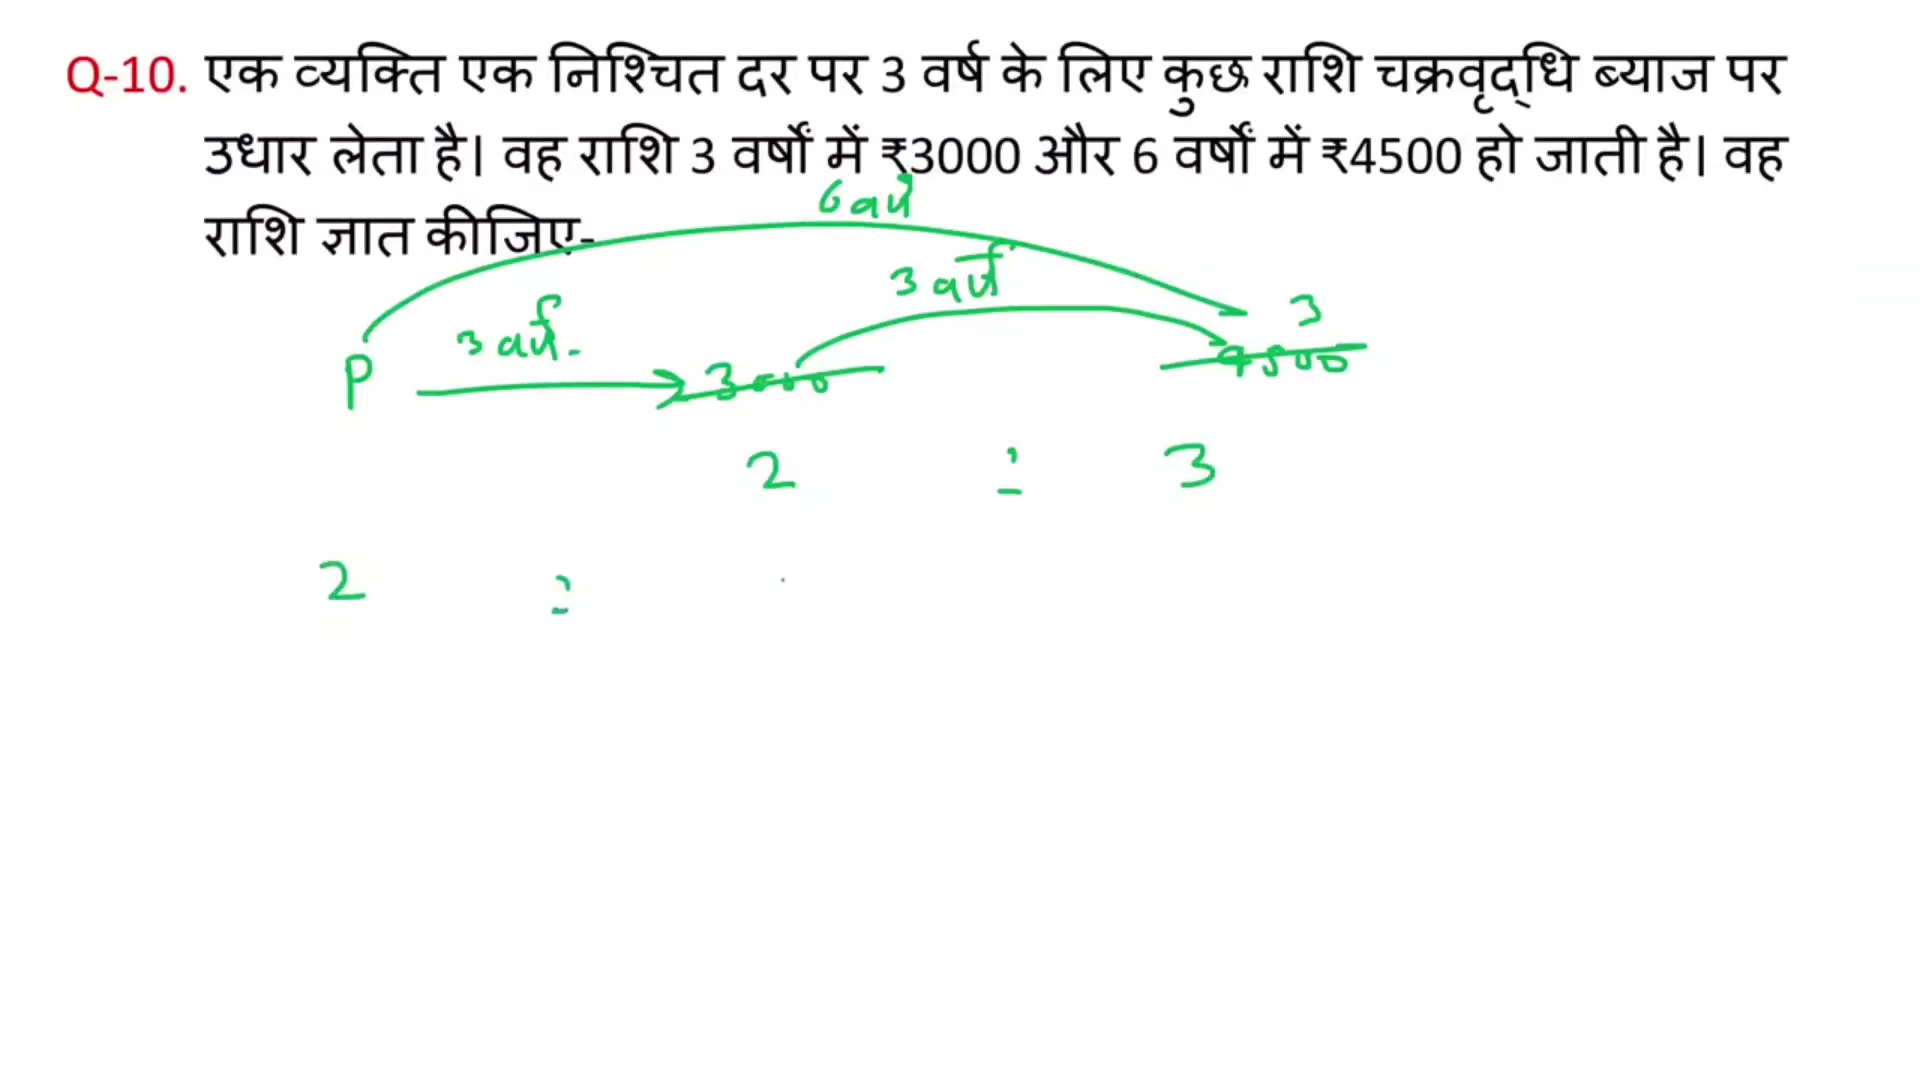 Q-10. एक व्यक्ति एक निश्चित दर पर 3 वर्ष के लिए कुछ राशि चक्रवृद्धि ब्याज पर
उधार लेता है। वह राशि 3 वर्षों में ₹3000 और 6 वर्षों में ₹4500 हो जाती है। वह
राशि ज्ञात कीजिए-
6 वर्ष
3 वर्ष
3 वर्ष
3
P 3000 4500
2 : 3
2 :